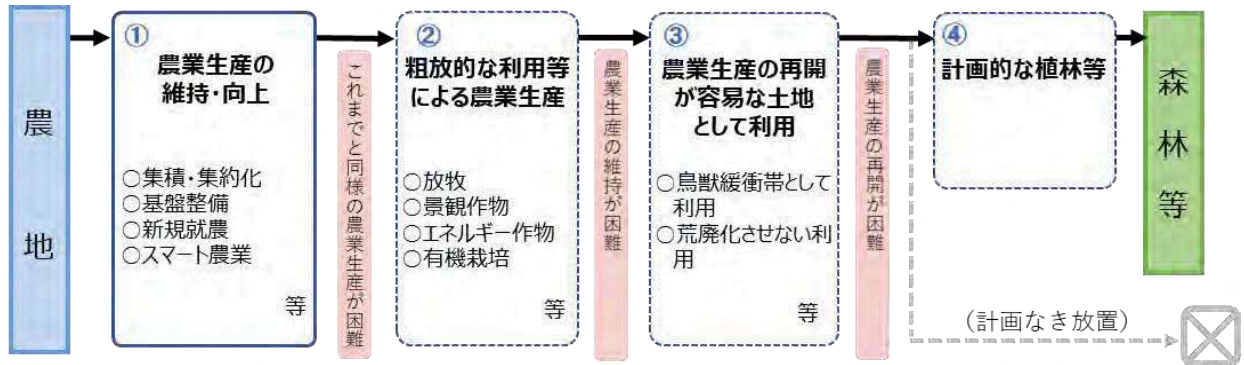 農地
①
農業生産の
維持・向上
○集積・集約化
○基盤整備
○新規就農
○スマート農業
等
これまでと同様の農業生産が困難
②
粗放的な利用等
による農業生産
○放牧
○景観作物
○エネルギー作物
○有機栽培
等
農業生産の維持が困難
③
農業生産の再開
が容易な土地
として利用
○鳥獣緩衝帯として
利用
○荒廃化させない利
用
等
農業生産の再開が困難
④
計画的な植林等
森林等
（計画なき放置）